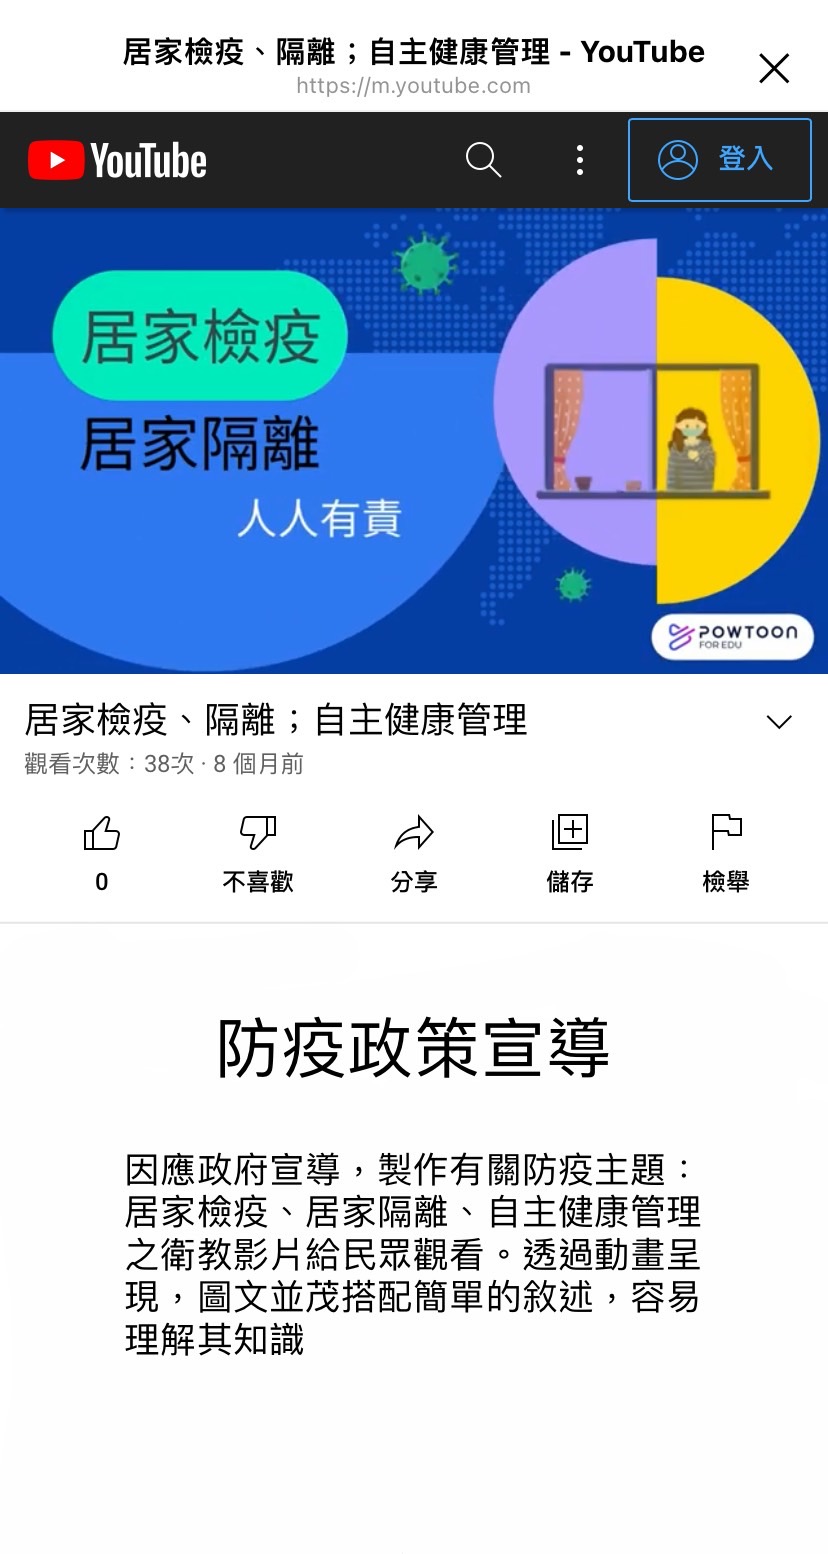 居家檢疫、隔離；自主健康管理 - YouTube
https://m.youtube.com
YouTube
登入
居家檢疫
居家隔離
人人有責
POWTOON
FOR EDU
居家檢疫、隔離；自主健康管理
觀看次數：38次 · 8 個月前
0 不喜歡 分享 儲存 檢舉
防疫政策宣導
因應政府宣導，製作有關防疫主題：
居家檢疫、居家隔離、自主健康管理
之衛教影片給民眾觀看。透過動畫呈
現，圖文並茂搭配簡單的敘述，容易
理解其知識